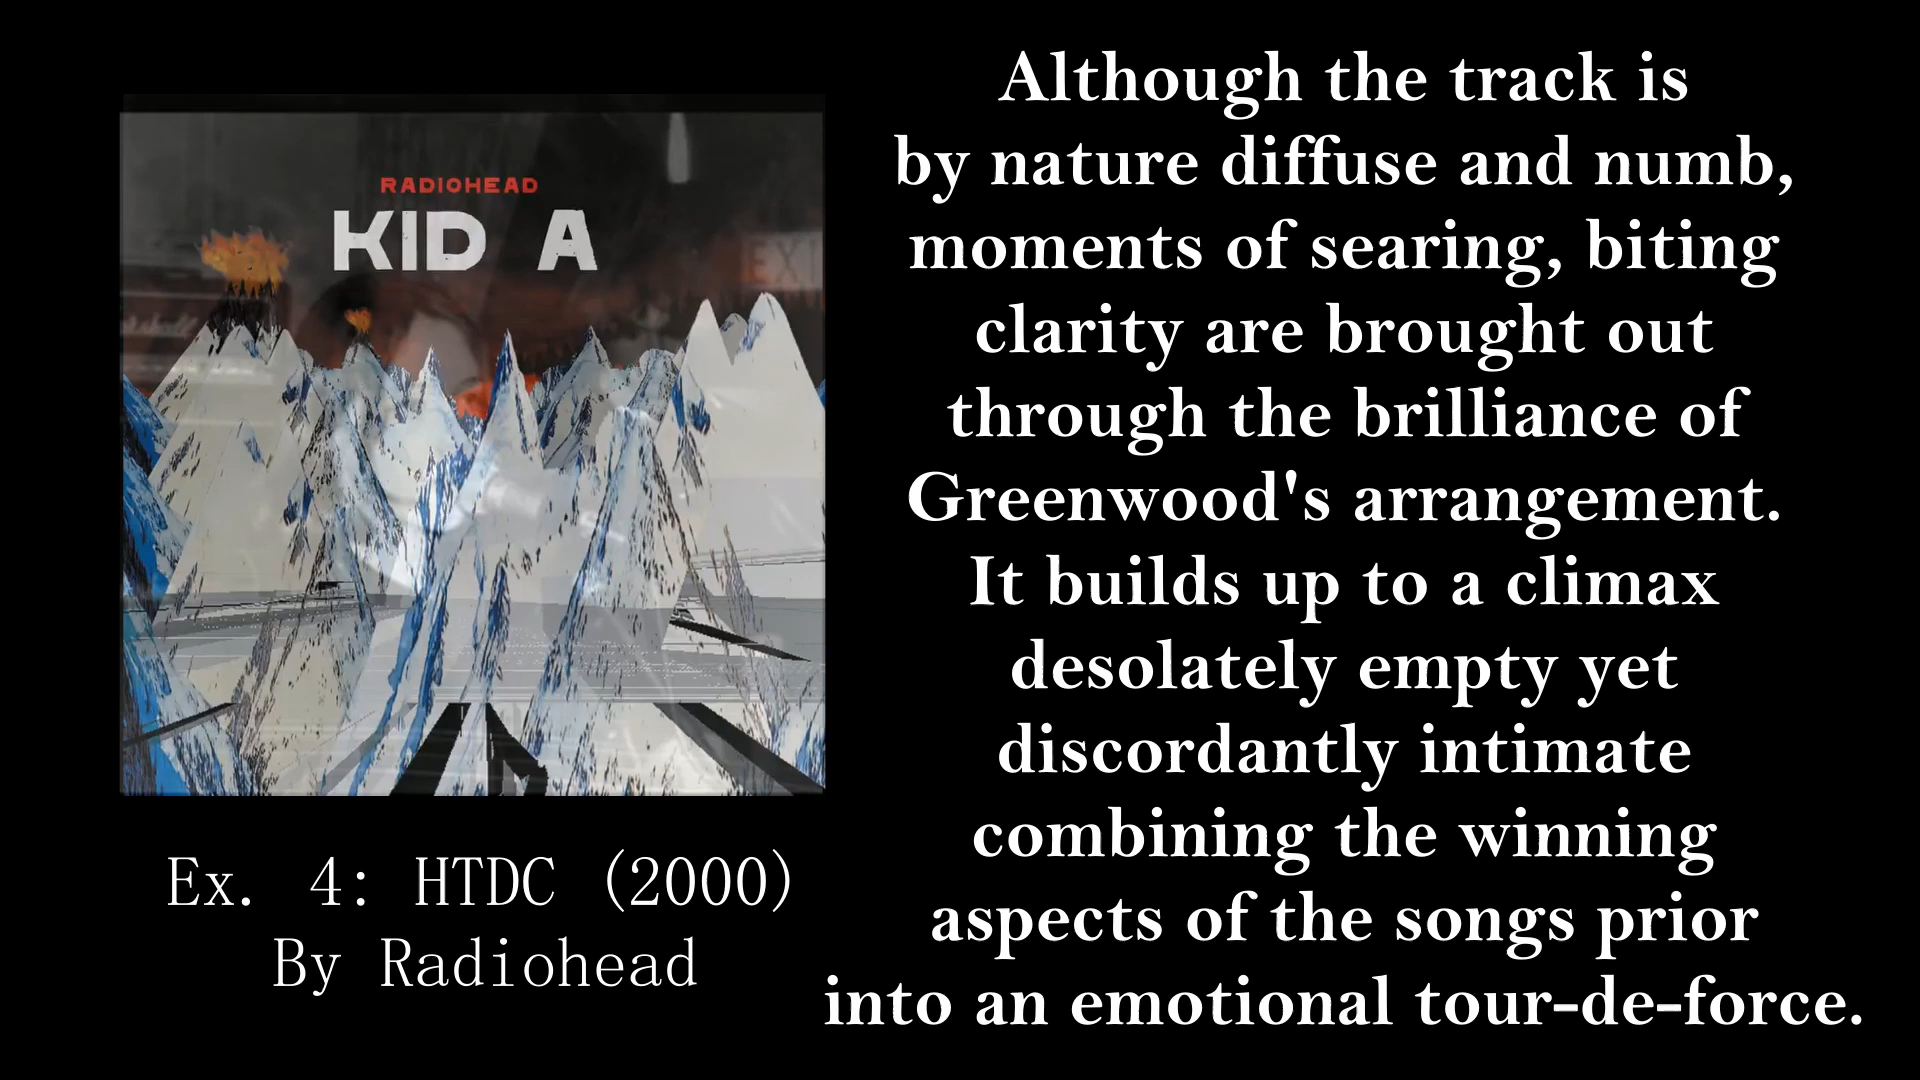 RADIOHEAD
KID A
EXI
Ex. 4: HTDC (2000)
By Radiohead
Although the track is
by nature diffuse and numb,
moments of searing, biting
clarity are brought out
through the brilliance of
Greenwood's arrangement.
It builds up to a climax
desolately empty yet
discordantly intimate
combining the winning
aspects of the songs prior
into an emotional tour-de-force.